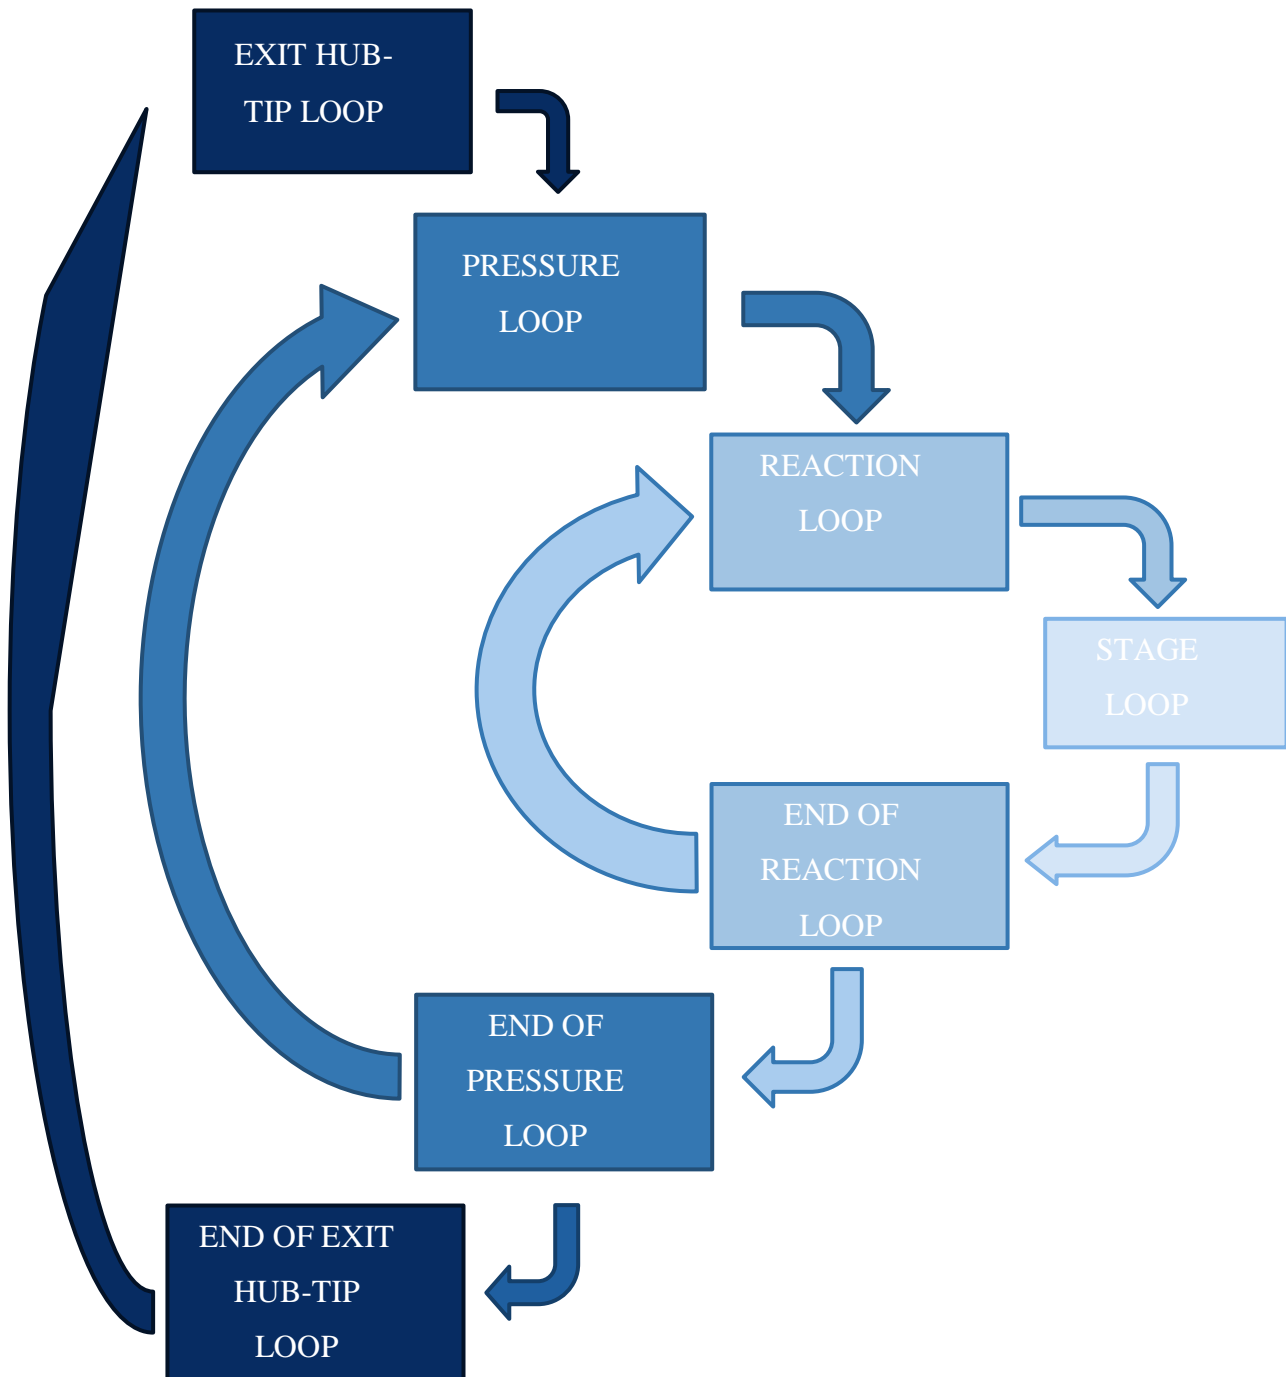 EXIT HUB-
TIP LOOP
PRESSURE
LOOP
REACTION
LOOP
STAGE
LOOP
END OF
REACTION
LOOP
END OF
PRESSURE
LOOP
END OF EXIT
HUB-TIP
LOOP